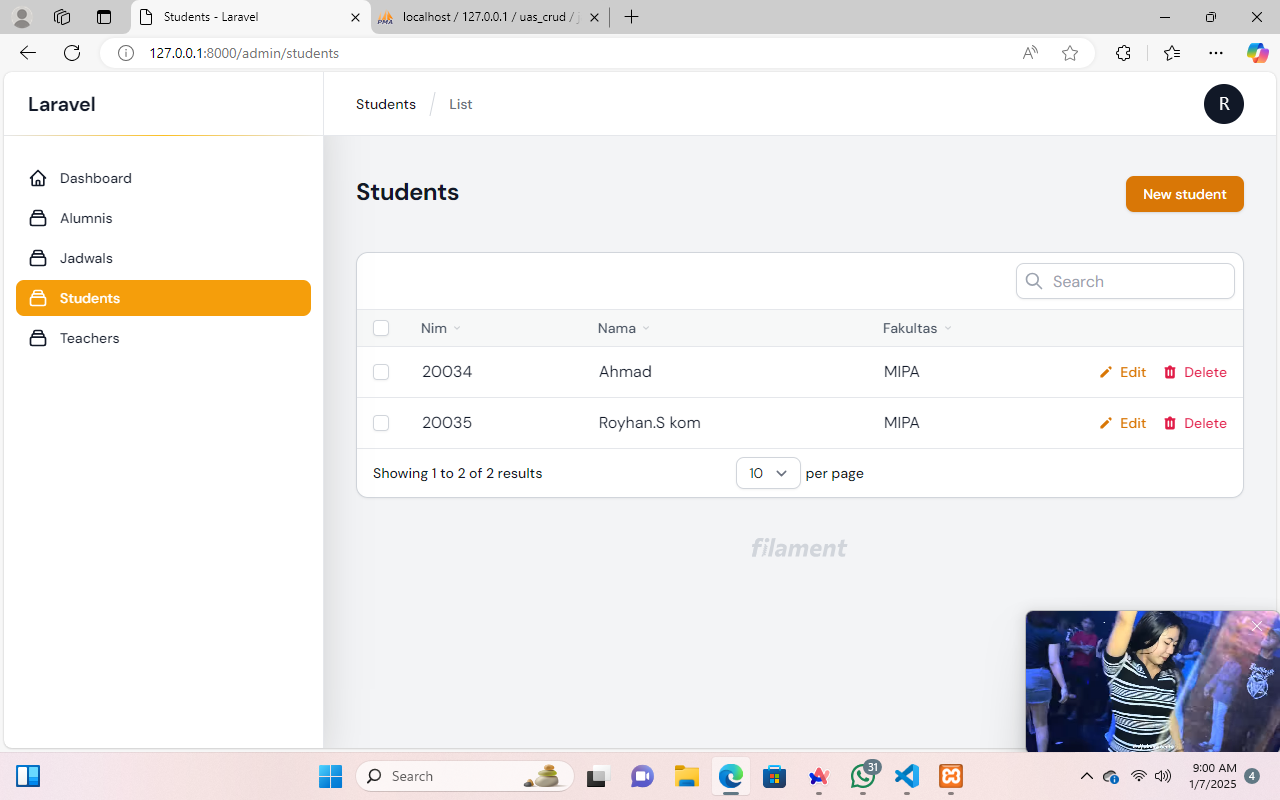 Students - Laravel
localhost / 127.0.0.1 / uas_crud / j
127.0.0.1:8000/admin/students
Laravel
Students
List
R
Dashboard
Alumnis
Jadwals
Students
Teachers
Students
New student
Search
Nim
Nama
Fakultas
20034
Ahmad
MIPA
Edit
Delete
20035
Royhan.S kom
MIPA
Edit
Delete
Showing 1 to 2 of 2 results
10
per page
filament
Search
31
9:00 AM
1/7/2025
4